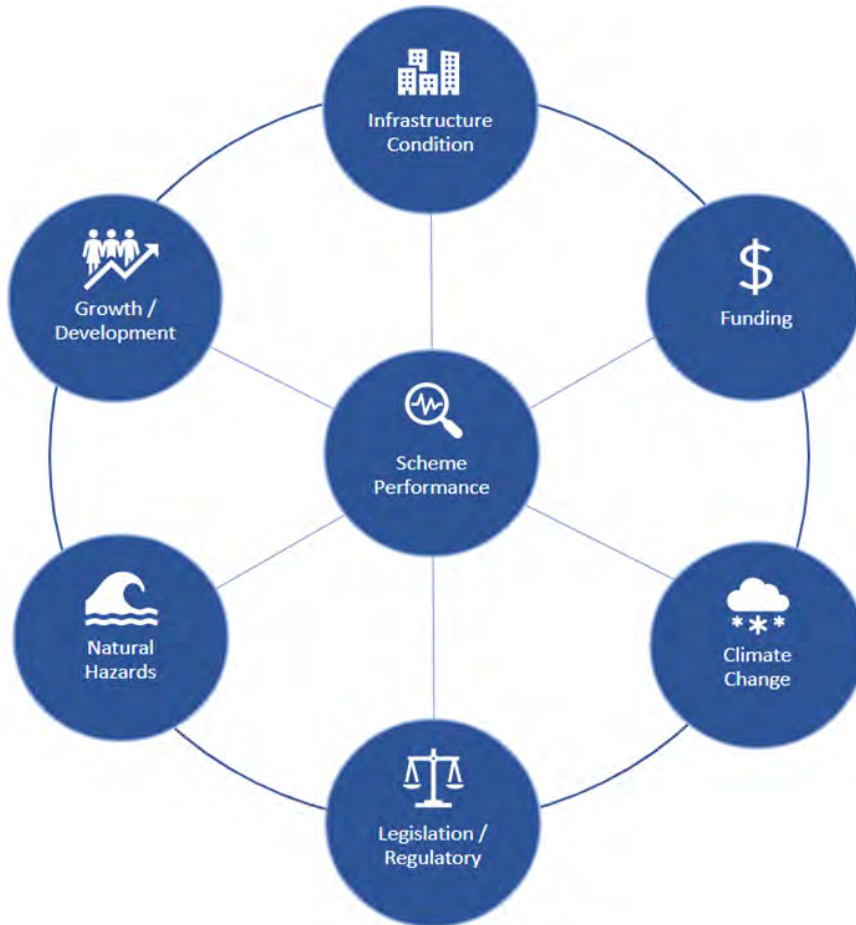 Infrastructure
Condition
Growth /
Development
$
Funding
Scheme
Performance
Natural
Hazards
Climate
Change
Legislation /
Regulatory